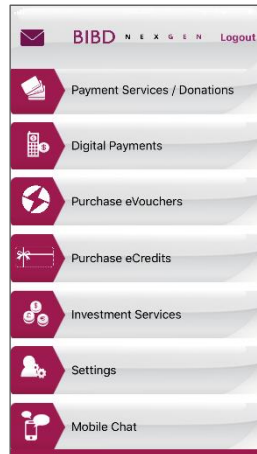 BIBD NEXGEN Logout
Payment Services / Donations
Digital Payments
Purchase eVouchers
Purchase eCredits
Investment Services
Settings
Mobile Chat